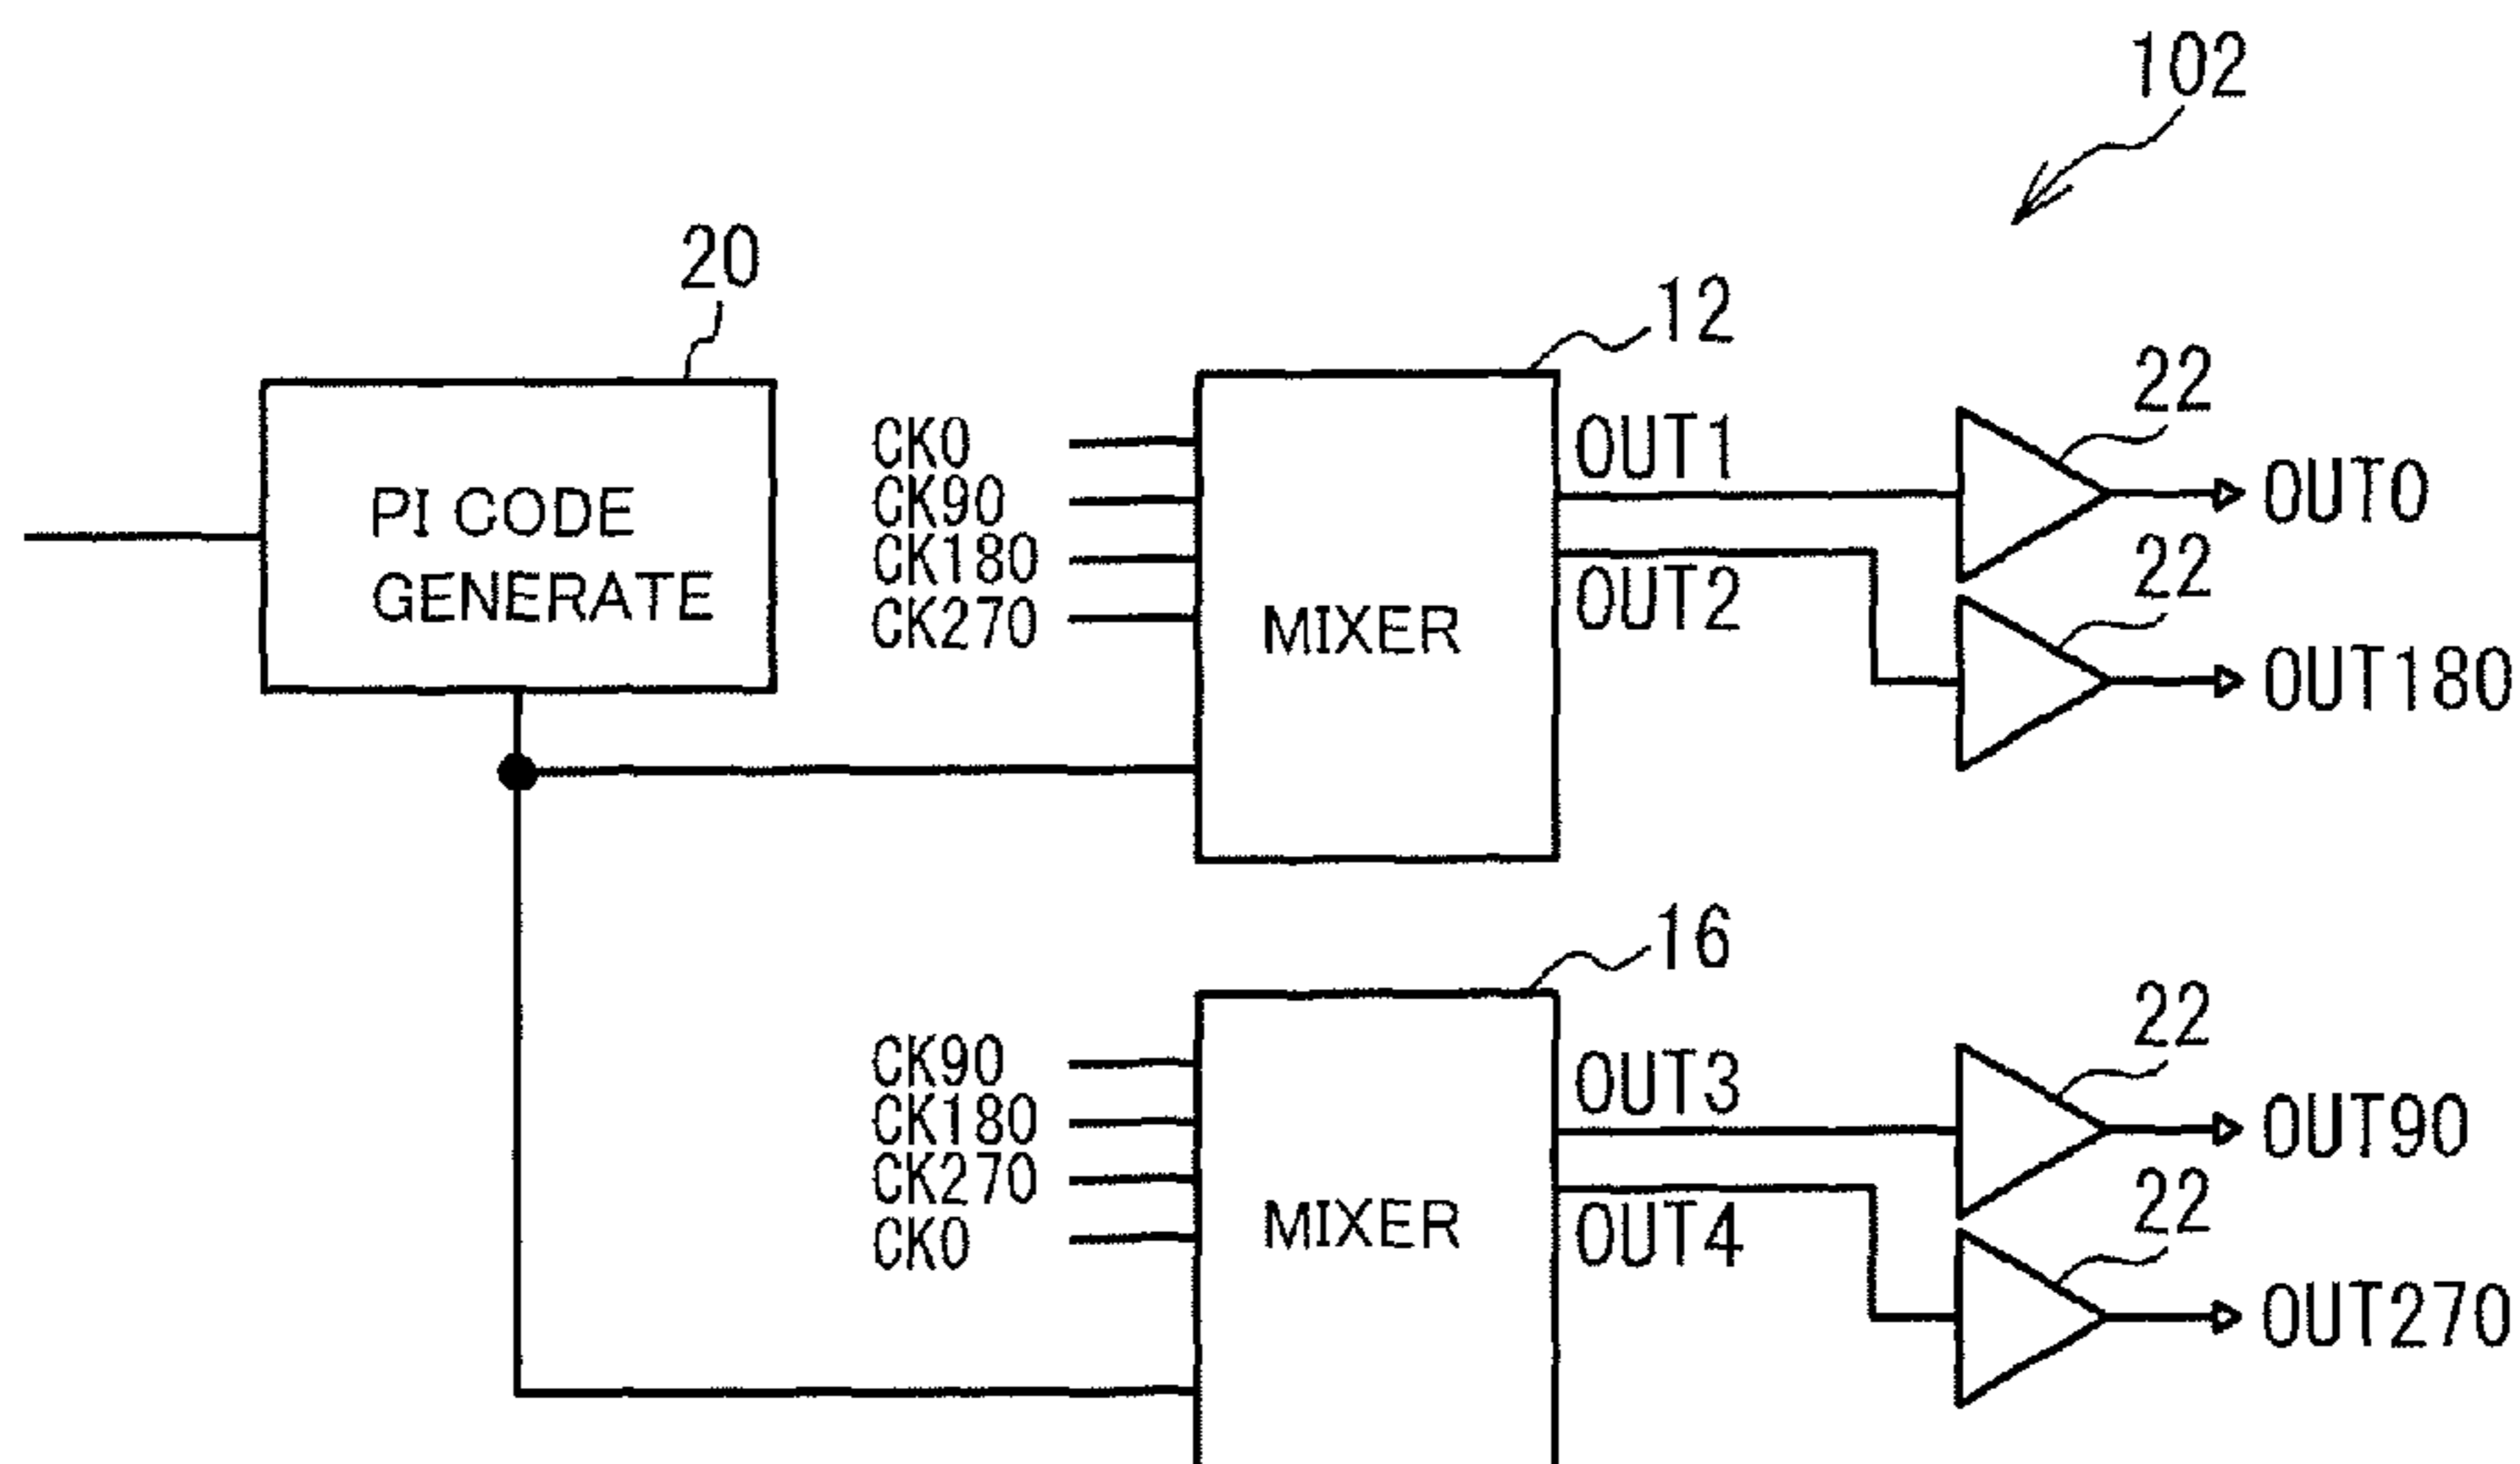 102
20
PI CODE
GENERATE
12
CK0
CK90
CK180
CK270
MIXER
OUT1
OUT2
22
OUT0
22
OUT180
16
CK90
CK180
CK270
CK0
MIXER
OUT3
OUT4
22
OUT90
22
OUT270